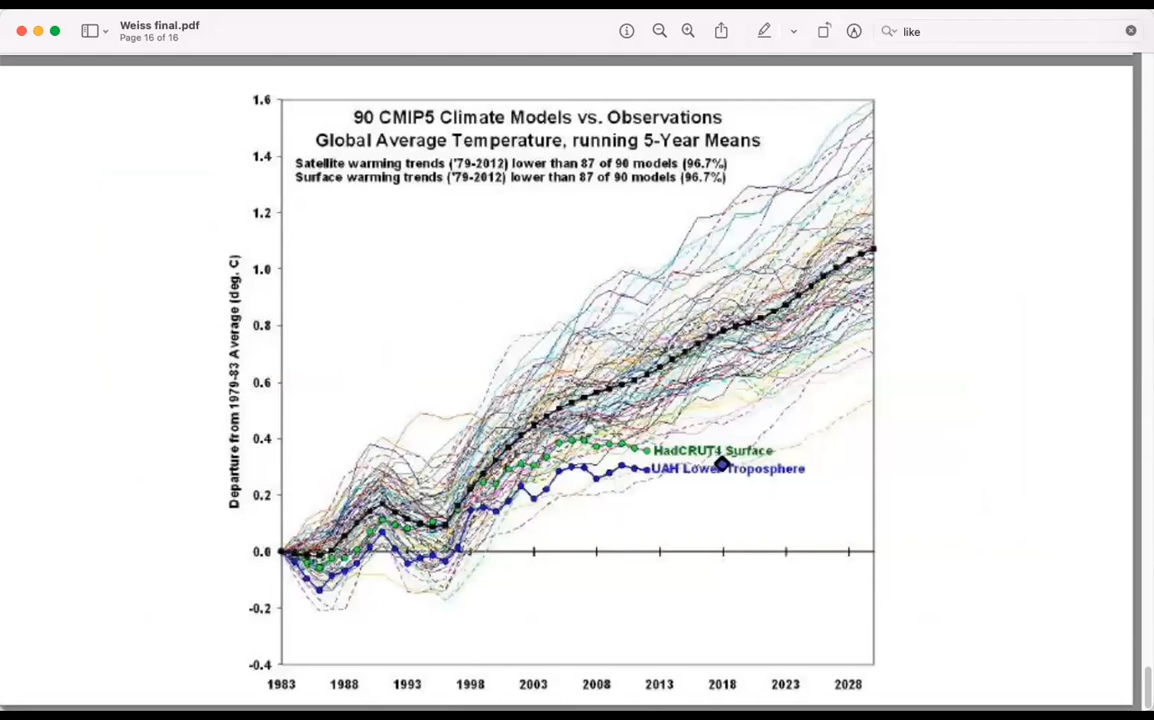 Weiss final.pdf
Page 16 of 16
like
90 CMIP5 Climate Models vs. Observations
Global Average Temperature, running 5-Year Means
Satellite warming trends ('79-2012) lower than 87 of 90 models (96.7%)
Surface warming trends ('79-2012) lower than 87 of 90 models (96.7%)
Departure from 1979-83 Average (deg. C)
1.6
1.4
1.2
1.0
0.8
0.6
0.4
0.2
0.0
-0.2
-0.4
HadCRUT4 Surface
UAH Lower Troposphere
1983 1988 1993 1998 2003 2008 2013 2018 2023 2028